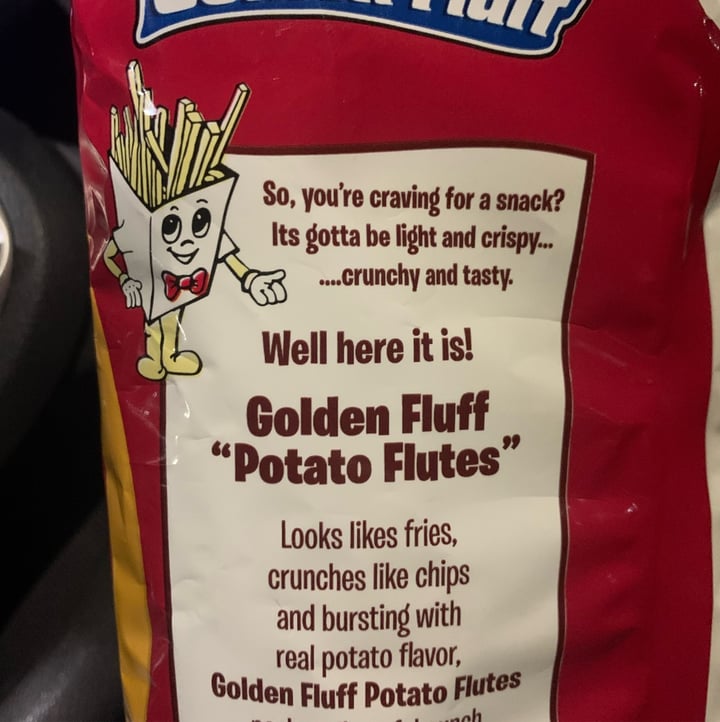 Fluff
So, you're craving for a snack?
Its gotta be light and crispy...
....crunchy and tasty.
Well here it is!
Golden Fluff
“Potato Flutes”
Looks likes fries,
crunches like chips
and bursting with
real potato flavor,
Golden Fluff Potato Flutes